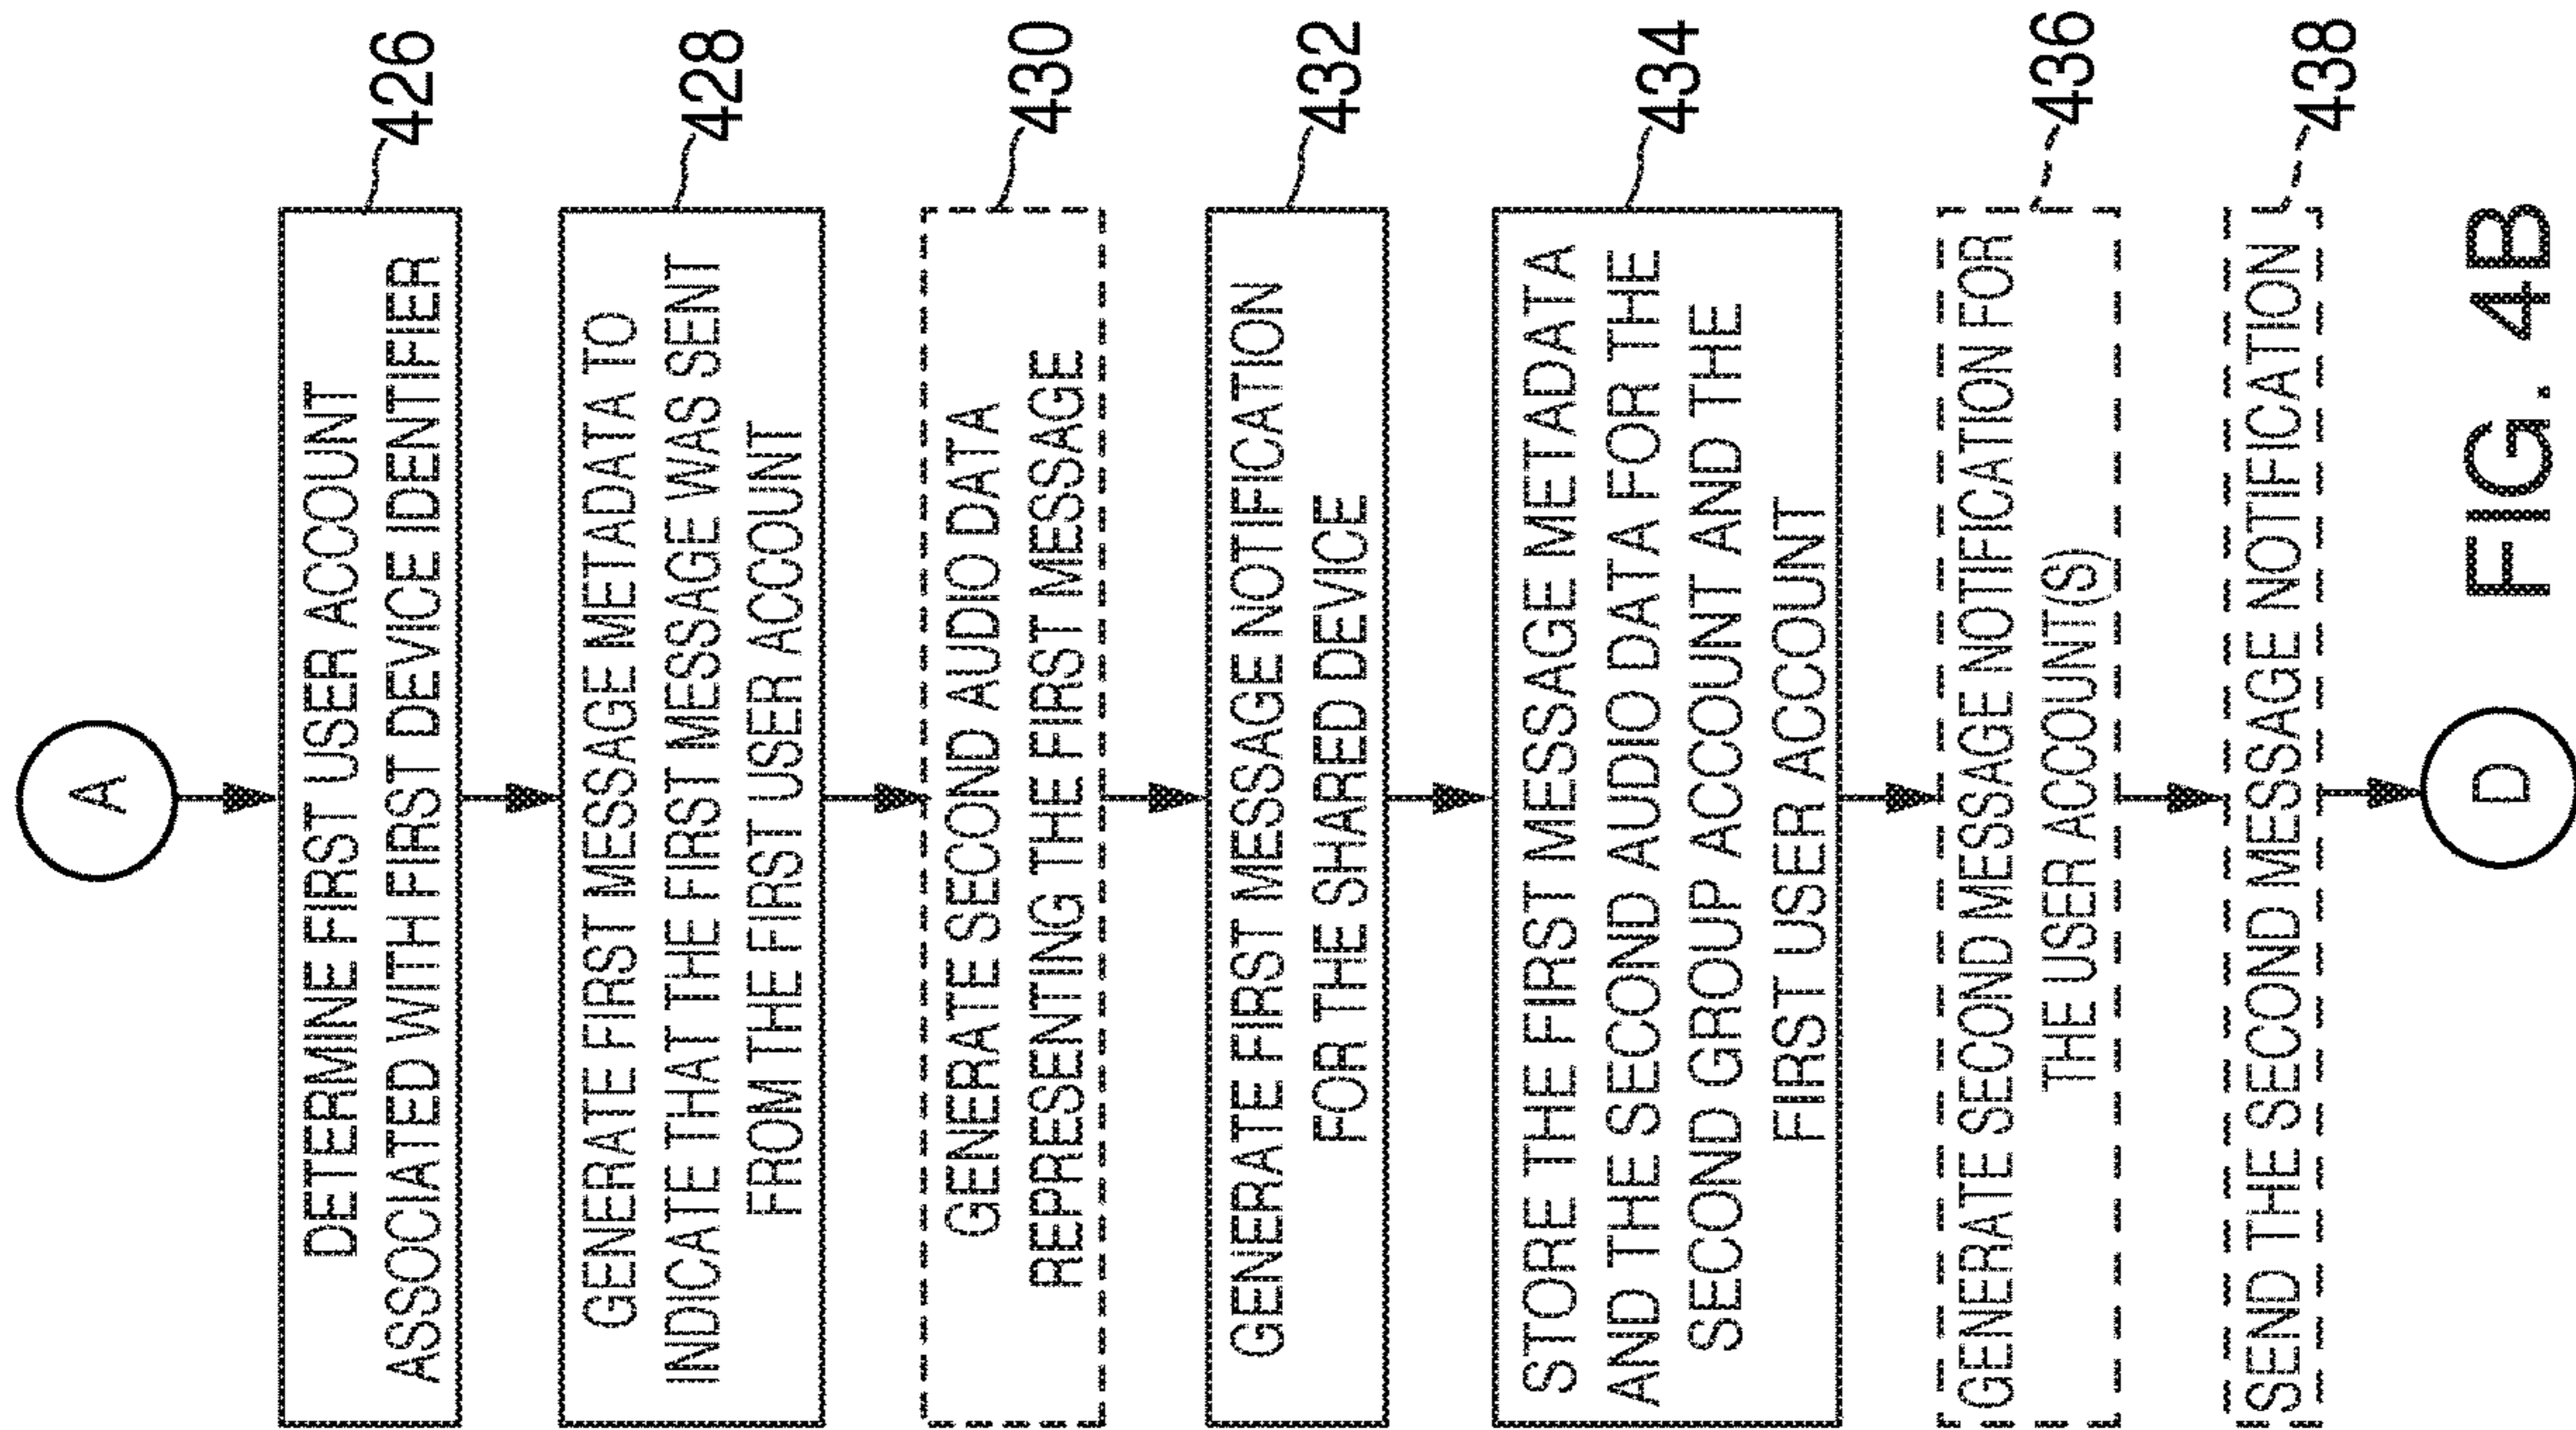 A
DETERMINE FIRST USER ACCOUNT
ASSOCIATED WITH FIRST DEVICE IDENTIFIER
426
GENERATE FIRST MESSAGE METADATA TO
INDICATE THAT THE FIRST MESSAGE WAS SENT
FROM THE FIRST USER ACCOUNT
428
GENERATE SECOND AUDIO DATA
REPRESENTING THE FIRST MESSAGE
430
GENERATE FIRST MESSAGE NOTIFICATION
FOR THE SHARED DEVICE
432
STORE THE FIRST MESSAGE METADATA
AND THE SECOND AUDIO DATA FOR THE
SECOND GROUP ACCOUNT AND THE
FIRST USER ACCOUNT
434
GENERATE SECOND MESSAGE NOTIFICATION FOR
THE USER ACCOUNT(S)
436
SEND THE SECOND MESSAGE NOTIFICATION
438
D
FIG. 4B